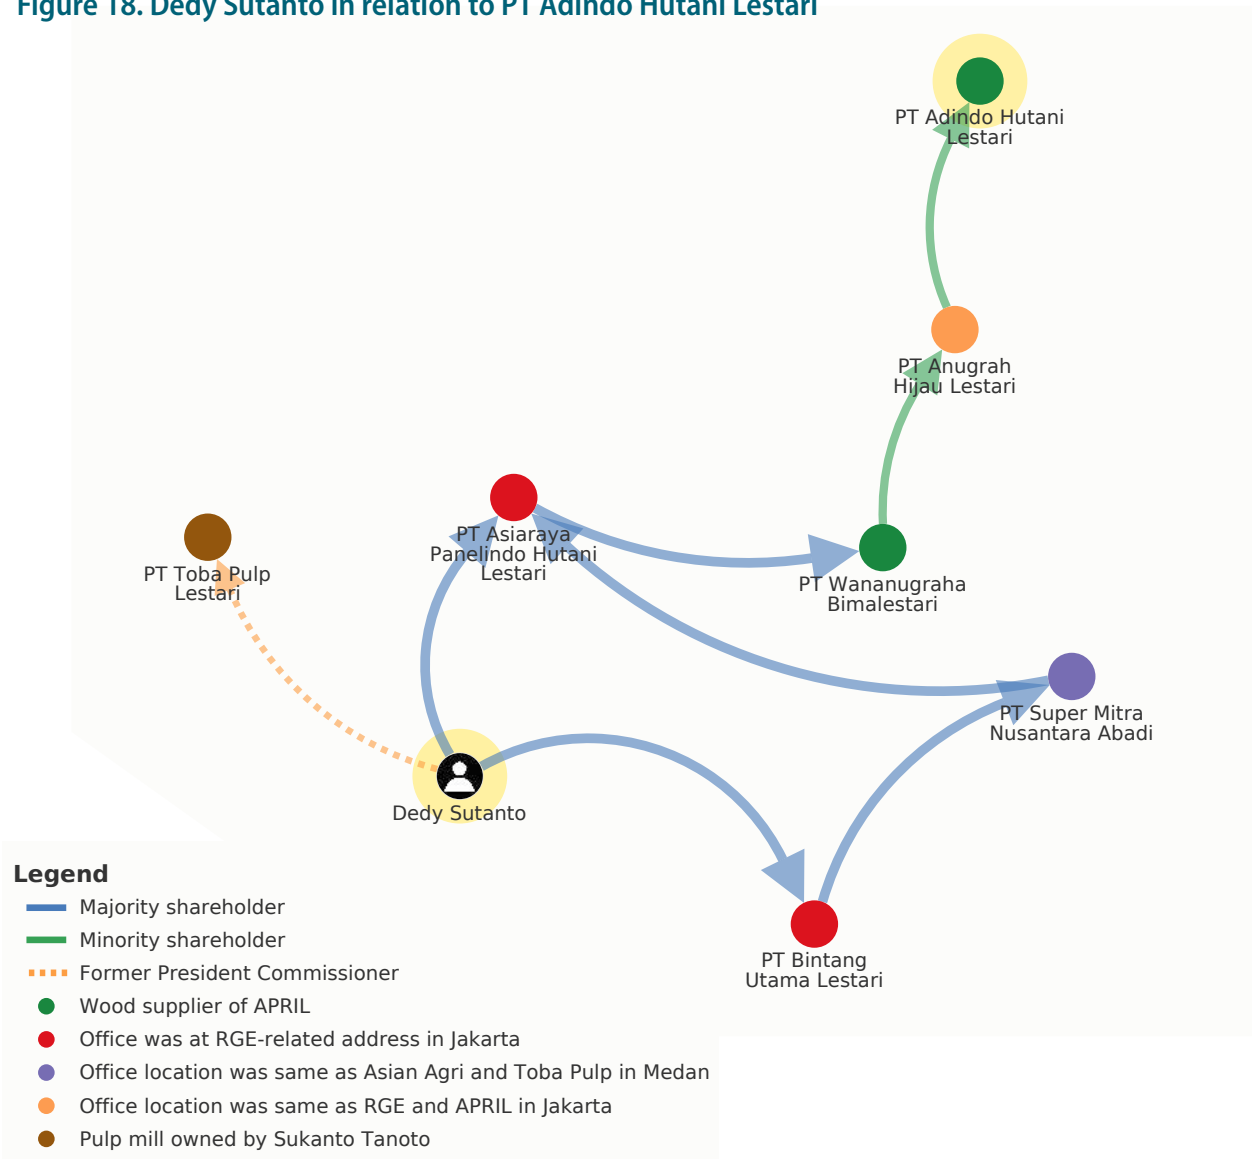 Figure 18. Dedy Sutanto in relation to PT Adindo Hutani Lestari
PT Adindo Hutani
Lestari
PT Anugrah
Hijau Lestari
PT Asiaraya
Panelindo Hutani
Lestari
PT Toba Pulp
Lestari
PT Wananugraha
Bimalestari
PT Super Mitra
Nusantara Abadi
Dedy Sutanto
PT Bintang
Utama Lestari
Legend
Majority shareholder
Minority shareholder
Former President Commissioner
Wood supplier of APRIL
Office was at RGE-related address in Jakarta
Office location was same as Asian Agri and Toba Pulp in Medan
Office location was same as RGE and APRIL in Jakarta
Pulp mill owned by Sukanto Tanoto